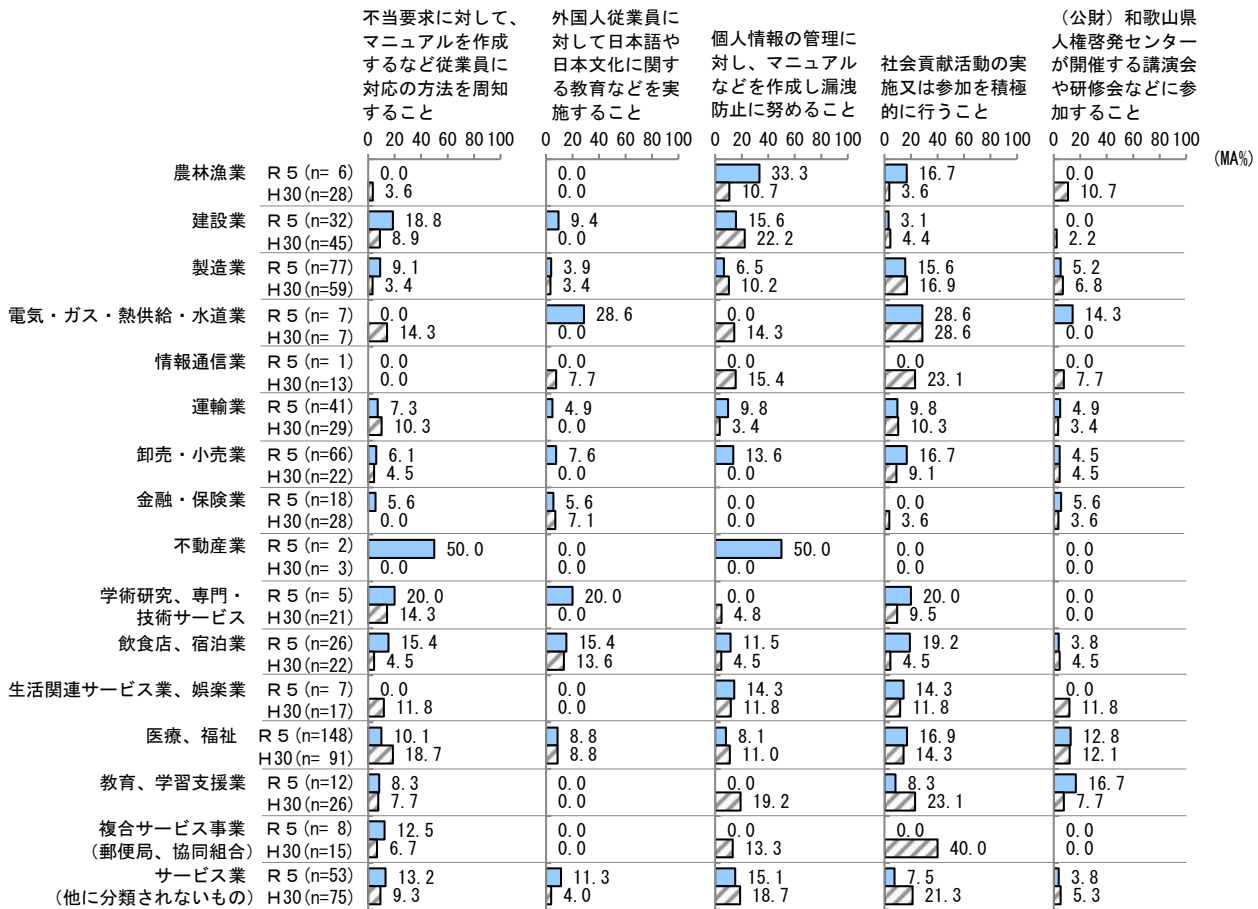 不当要求に対して、
マニュアルを作成
するなど従業員に
対応の方法を周知
すること
外国人従業員に
対して日本語や
日本文化に関す
る教育などを実
施すること
個人情報の管理に
対し、マニュアル
などを作成し漏洩
防止に努めること
社会貢献活動の実
施又は参加を積極
的に行うこと
（公財）和歌山県
人権啓発センター
が開催する講演会
や研修会などに参
加すること
0 20 40 60 80 100 0 20 40 60 80 100 0 20 40 60 80 100 0 20 40 60 80 100 0 20 40 60 80 100
(MA%)
農林漁業 R5(n= 6) 0.0 0.0 33.3 16.7 0.0
H30(n=28) 3.6 0.0 10.7 3.6 10.7
建設業 R5(n=32) 18.8 9.4 15.6 3.1 0.0
H30(n=45) 8.9 0.0 22.2 4.4 2.2
製造業 R5(n=77) 9.1 3.9 6.5 15.6 5.2
H30(n=59) 3.4 3.4 10.2 16.9 6.8
電気・ガス・熱供給・水道業 R5(n= 7) 0.0 28.6 0.0 28.6 14.3
H30(n= 7) 14.3 0.0 14.3 28.6 0.0
情報通信業 R5(n= 1) 0.0 0.0 0.0 0.0 0.0
H30(n=13) 0.0 7.7 15.4 23.1 7.7
運輸業 R5(n=41) 7.3 4.9 9.8 9.8 4.9
H30(n=29) 10.3 0.0 3.4 10.3 3.4
卸売・小売業 R5(n=66) 6.1 7.6 13.6 16.7 4.5
H30(n=22) 4.5 0.0 0.0 9.1 4.5
金融・保険業 R5(n=18) 5.6 5.6 0.0 0.0 5.6
H30(n=28) 0.0 7.1 0.0 3.6 3.6
不動産業 R5(n= 2) 50.0 0.0 50.0 0.0 0.0
H30(n= 3) 0.0 0.0 0.0 0.0 0.0
学術研究、専門・ R5(n= 5) 20.0 20.0 0.0 20.0 0.0
技術サービス H30(n=21) 14.3 0.0 4.8 9.5 0.0
飲食店、宿泊業 R5(n=26) 15.4 15.4 11.5 19.2 3.8
H30(n=22) 4.5 13.6 4.5 4.5 4.5
生活関連サービス業、娯楽業 R5(n= 7) 0.0 0.0 14.3 14.3 0.0
H30(n=17) 11.8 0.0 11.8 11.8 11.8
医療、福祉 R5(n=148) 10.1 8.8 8.1 16.9 12.8
H30(n= 91) 18.7 8.8 11.0 14.3 12.1
教育、学習支援業 R5(n=12) 8.3 0.0 0.0 8.3 16.7
H30(n=26) 7.7 0.0 19.2 23.1 7.7
複合サービス事業 R5(n= 8) 12.5 0.0 0.0 0.0 0.0
（郵便局、協同組合） H30(n=15) 6.7 0.0 13.3 40.0 0.0
サービス業 R5(n=53) 13.2 11.3 15.1 7.5 3.8
（他に分類されないもの） H30(n=75) 9.3 4.0 18.7 21.3 5.3